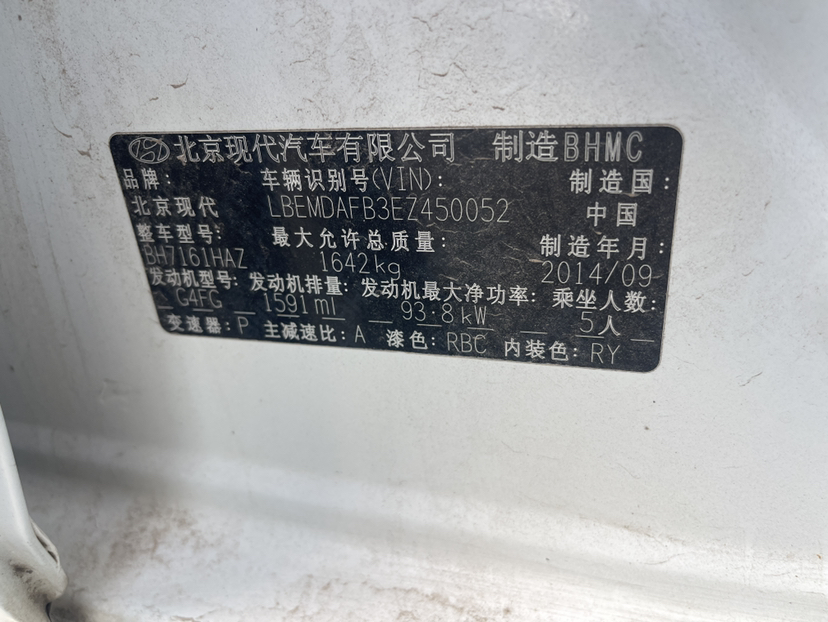 北京现代汽车有限公司 制造BHMC
品牌: 车辆识别号(VIN): 制造国:
北京现代 LBEMDAFB3EZ450052 中国
整车型号: 最大允许总质量: 制造年月:
BH7161HAZ 1642kg 2014/09
发动机型号: 发动机排量: 发动机最大净功率: 乘坐人数:
G4FG 1591ml 93.8kW 5人
变速器: P 主减速比: A 漆色: RBC 内装色: RY